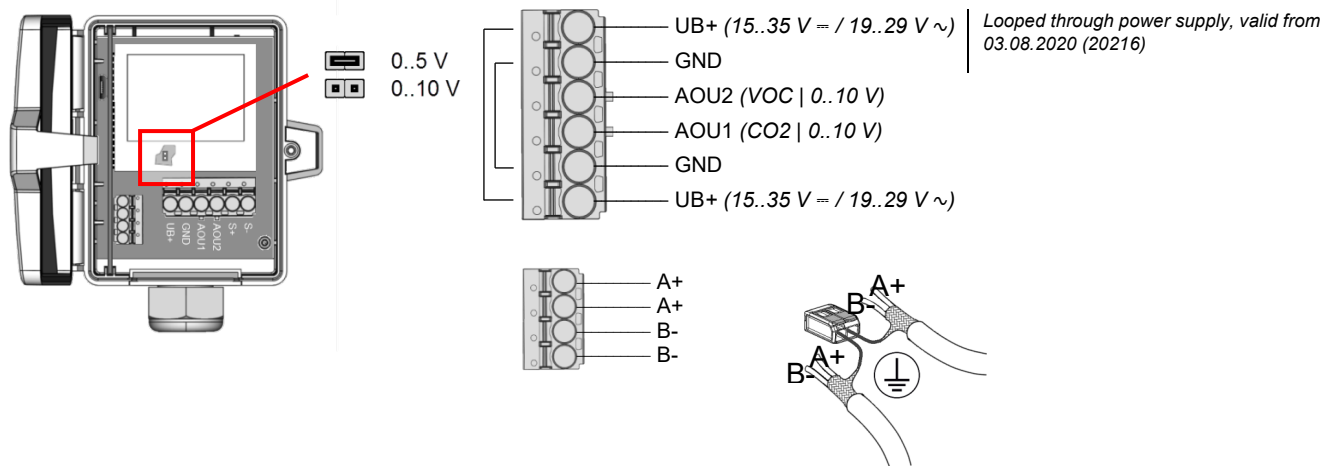 0..5 V
0..10 V
UB+ (15..35 V ⎓ / 19..29 V ∿)
GND
AOU2 (VOC | 0..10 V)
AOU1 (CO2 | 0..10 V)
GND
UB+ (15..35 V ⎓ / 19..29 V ∿)
Looped through power supply, valid from
03.08.2020 (20216)
UB+
GND
AOU1
AOU2
S+
S-
A+
A+
B-
B-
A+
B-
A+
B-